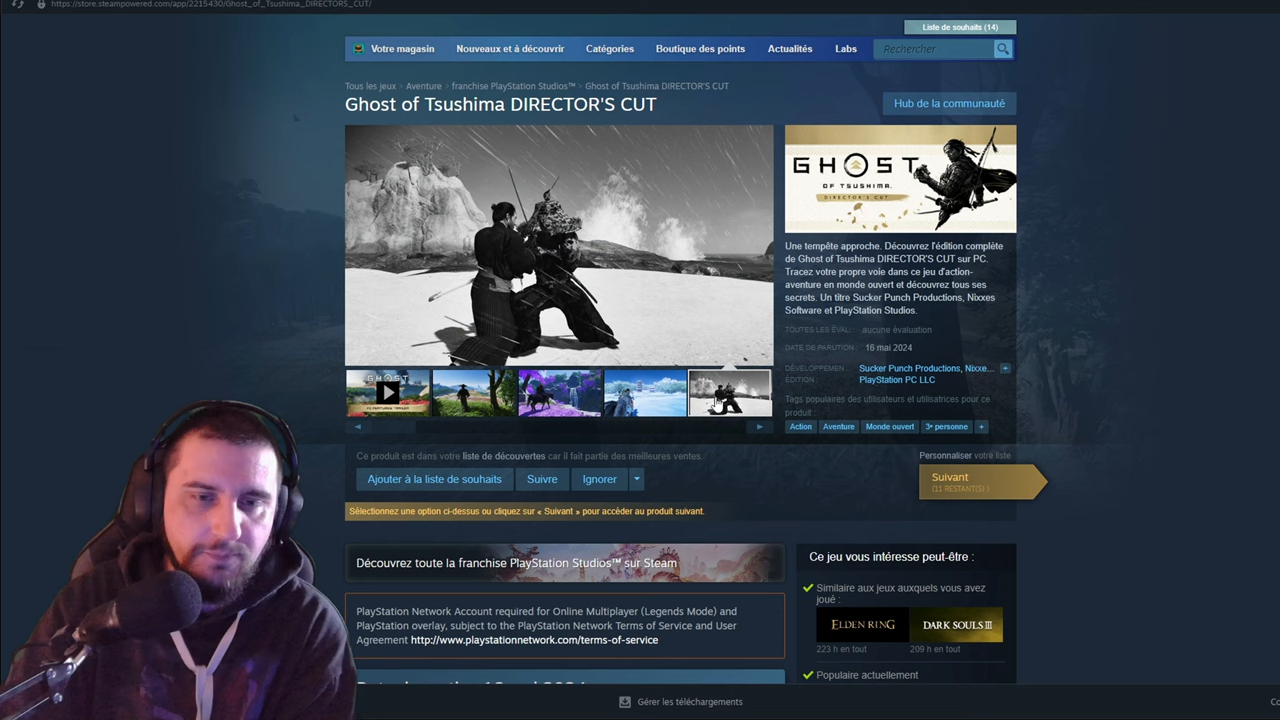 https://store.steampowered.com/app/2215430/Ghost_of_Tsushima_DIRECTORS_CUT/
Liste de souhaits (14)
Votre magasin Nouveaux et à découvrir Catégories Boutique des points Actualités Labs Rechercher
Tous les jeux > Aventure > franchise PlayStation Studios™ > Ghost of Tsushima DIRECTOR'S CUT
Ghost of Tsushima DIRECTOR'S CUT
Hub de la communauté
GHOST
OF TSUSHIMA.
DIRECTOR'S CUT
Une tempête approche. Découvrez l'édition complète
de Ghost of Tsushima DIRECTOR'S CUT sur PC.
Tracez votre propre voie dans ce jeu d'action-
aventure en monde ouvert et découvrez tous ses
secrets. Un titre Sucker Punch Productions, Nixxes
Software et PlayStation Studios.
TOUTES LES ÉVAL.: aucune évaluation
DATE DE PARUTION : 16 mai 2024
DÉVELOPPEMEN : Sucker Punch Productions, Nixxe... +
ÉDITION : PlayStation PC LLC
Tags populaires des utilisateurs et utilisatrices pour ce
produit :
Action Aventure Monde ouvert 3ᵉ personne +
GHOST
Ce produit est dans votre liste de découvertes car il fait partie des meilleures ventes.
Personnaliser votre liste
Ajouter à la liste de souhaits Suivre Ignorer
Suivant
(11 RESTANT(S) )
Sélectionnez une option ci-dessus ou cliquez sur « Suivant » pour accéder au produit suivant.
Découvrez toute la franchise PlayStation Studios™ sur Steam
PlayStation Network Account required for Online Multiplayer (Legends Mode) and
PlayStation overlay, subject to the PlayStation Network Terms of Service and User
Agreement http://www.playstationnetwork.com/terms-of-service
Ce jeu vous intéresse peut-être :
Similaire aux jeux auxquels vous avez
joué :
ELDEN RING DARK SOULS III
223 h en tout 209 h en tout
Populaire actuellement
Gérer les téléchargements